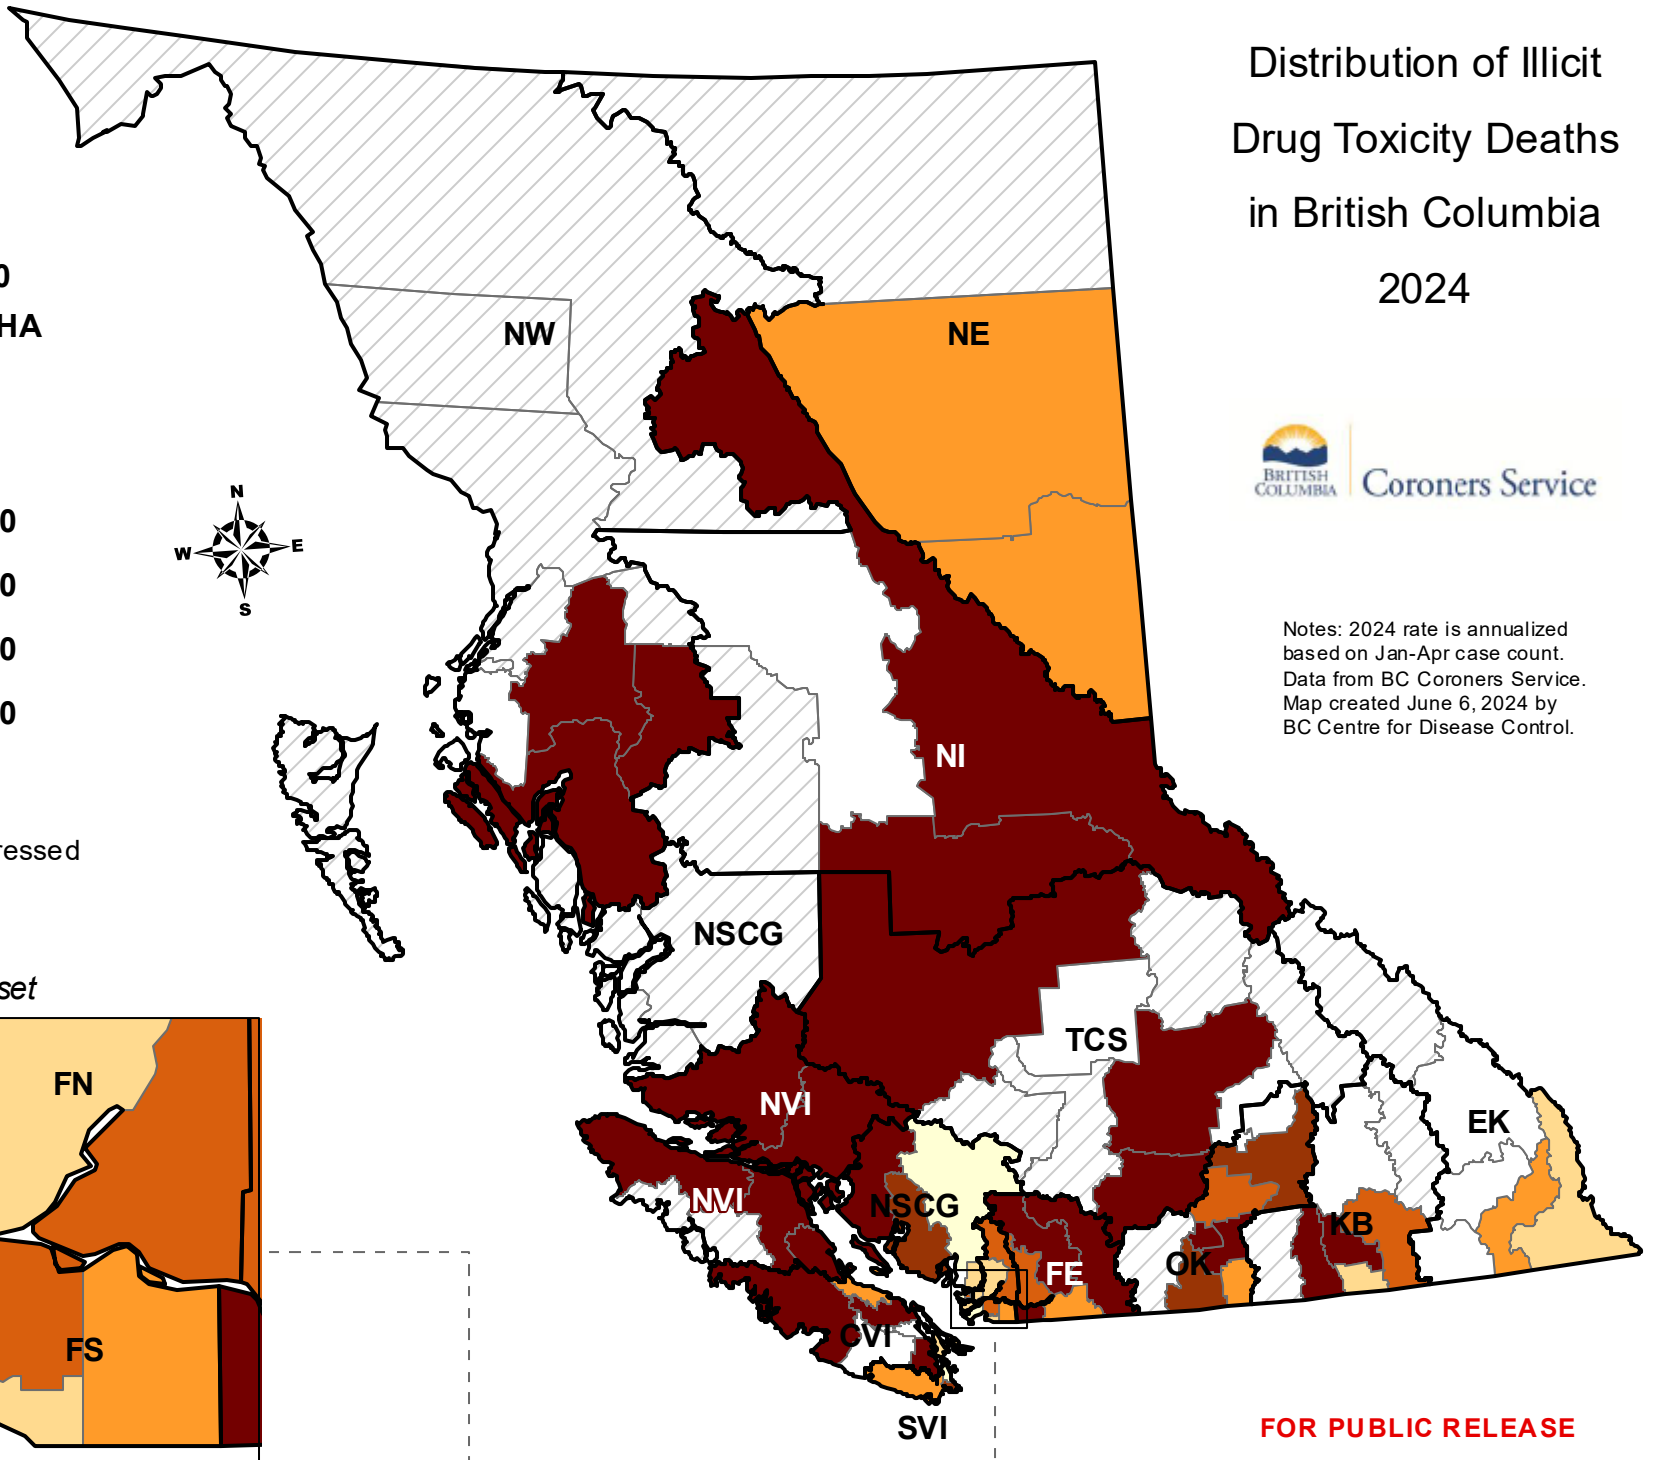 Distribution of Illicit
Drug Toxicity Deaths
in British Columbia
2024
0
HA
NW
NE
BRITISH
COLUMBIA
Coroners Service
N
W
E
S
0
0
0
0
Notes: 2024 rate is annualized
based on Jan-Apr case count.
Data from BC Coroners Service.
Map created June 6, 2024 by
BC Centre for Disease Control.
NI
ressed
NSCG
set
TCS
FN
NVI
EK
NVI
NSCG
KB
OK
FE
CVI
FS
SVI
FOR PUBLIC RELEASE